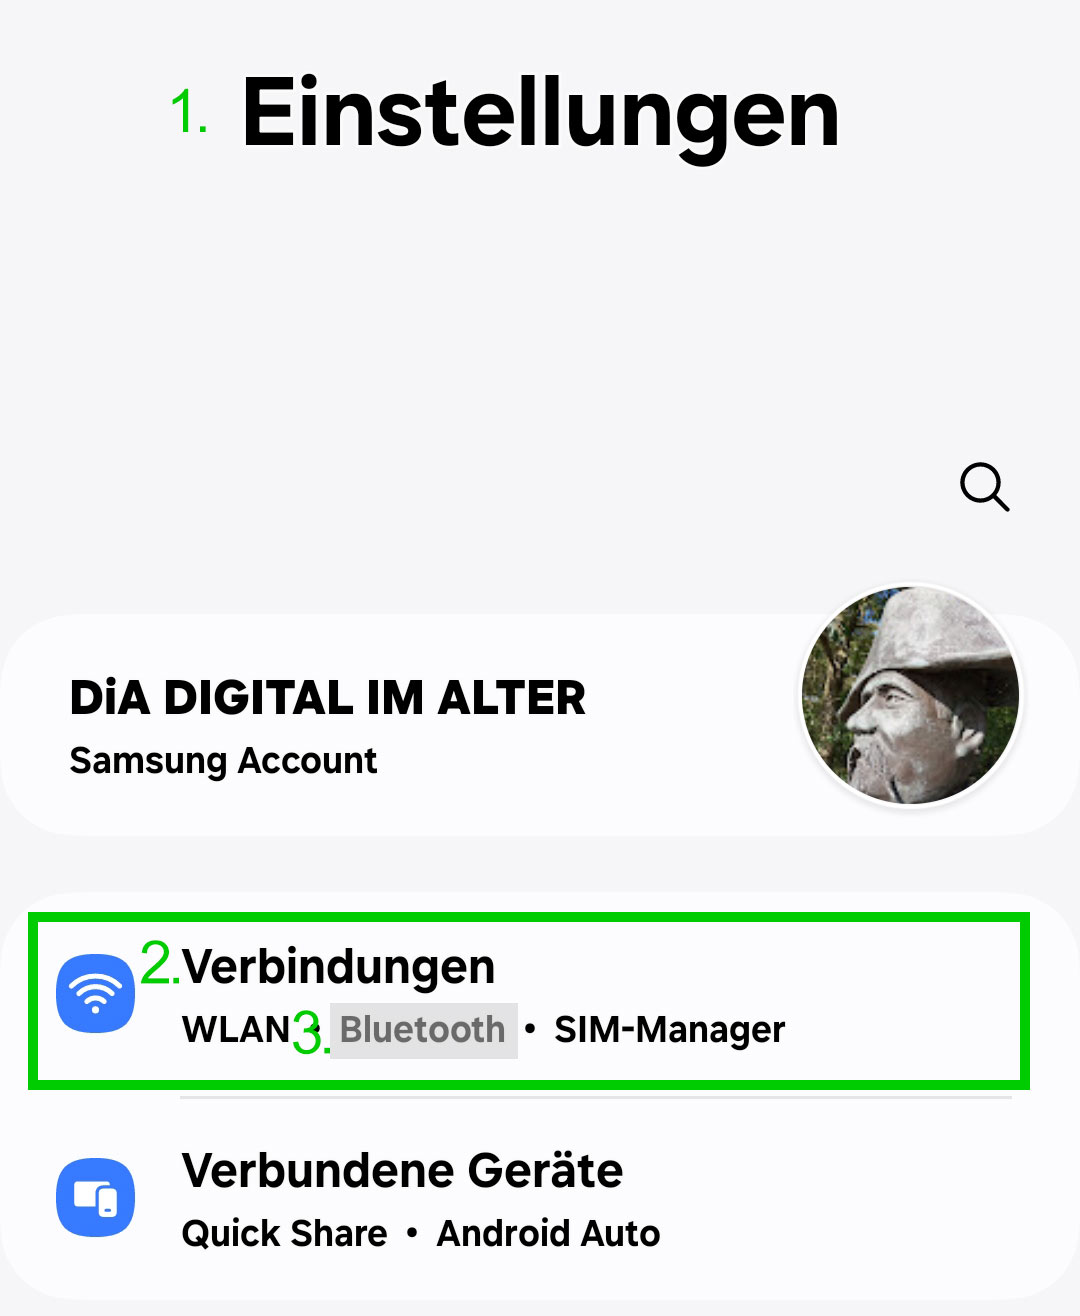 1. Einstellungen
DiA DIGITAL IM ALTER
Samsung Account
2. Verbindungen
WLAN 3. Bluetooth • SIM-Manager
Verbundene Geräte
Quick Share • Android Auto